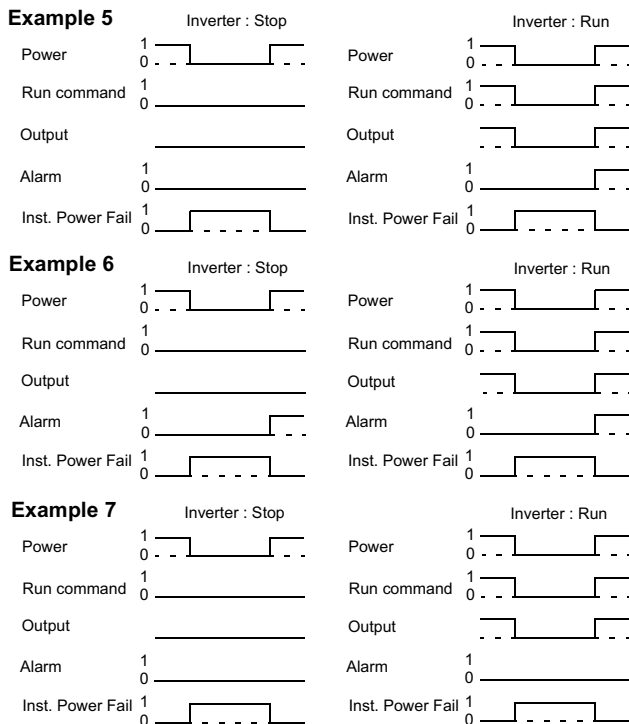 Example 5
Inverter : Stop
Inverter : Run
Power 1 0
Power 1 0
Run command 1 0
Run command 1 0
Output
Output
Alarm 1 0
Alarm 1 0
Inst. Power Fail 1 0
Inst. Power Fail 1 0
Example 6
Inverter : Stop
Inverter : Run
Power 1 0
Power 1 0
Run command 1 0
Run command 1 0
Output
Output
Alarm 1 0
Alarm 1 0
Inst. Power Fail 1 0
Inst. Power Fail 1 0
Example 7
Inverter : Stop
Inverter : Run
Power 1 0
Power 1 0
Run command 1 0
Run command 1 0
Output
Output
Alarm 1 0
Alarm 1 0
Inst. Power Fail 1 0
Inst. Power Fail 1 0